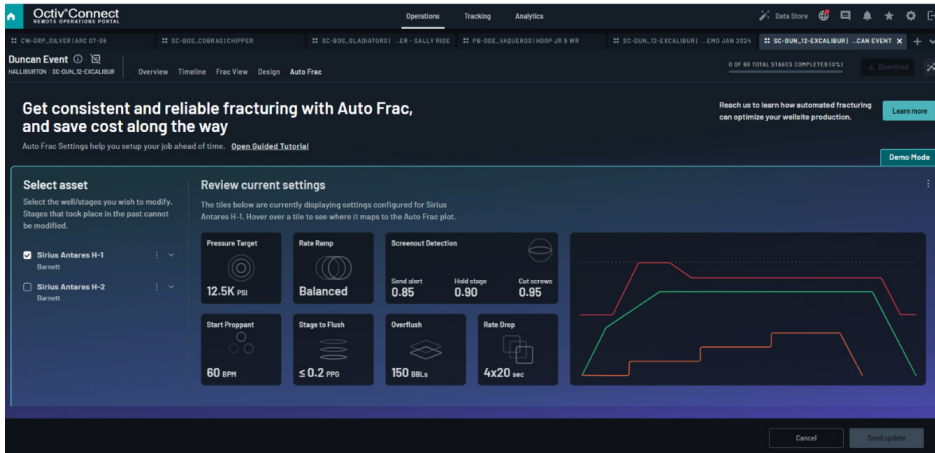 Octiv®Connect
REMOTE OPERATIONS PORTAL
Operations Tracking Analytics
Data Store
CW-GRP_SILVER|ARC 07-06
SC-BOS_COBRAS|CHIPPER
SC-BOS_GLADIATORS| ...ER - SALLY RIDE
PB-ODE_VAQUEROS|HOOP JR 9 WR
SC-DUN_12-EXCALIBUR| ...EMO JAN 2024
SC-DUN_12-EXCALIBUR| ...CAN EVENT
Duncan Event
HALLIBURTON SC-DUN_12-EXCALIBUR
Overview Timeline Frac View Design Auto Frac
0 OF 90 TOTAL STAGES COMPLETED (0%)
Download
Get consistent and reliable fracturing with Auto Frac,
and save cost along the way
Auto Frac Settings help you setup your job ahead of time. Open Guided Tutorial
Reach us to learn how automated fracturing
can optimize your wellsite production.
Learn more
Demo Mode
Select asset
Select the well/stages you wish to modify.
Stages that took place in the past cannot
be modified.
Sirius Antares H-1
Barnett
Sirius Antares H-2
Barnett
Review current settings
The tiles below are currently displaying settings configured for Sirius
Antares H-1. Hover over a tile to see where it maps to the Auto Frac plot.
Pressure Target
12.5K PSI
Rate Ramp
Balanced
Screenout Detection
Send alert Hold stage Cut screws
0.85 0.90 0.95
Start Proppant
60 BPM
Stage to Flush
≤ 0.2 PPG
Overflush
150 BBLs
Rate Drop
4x20 sec
Cancel
Send update